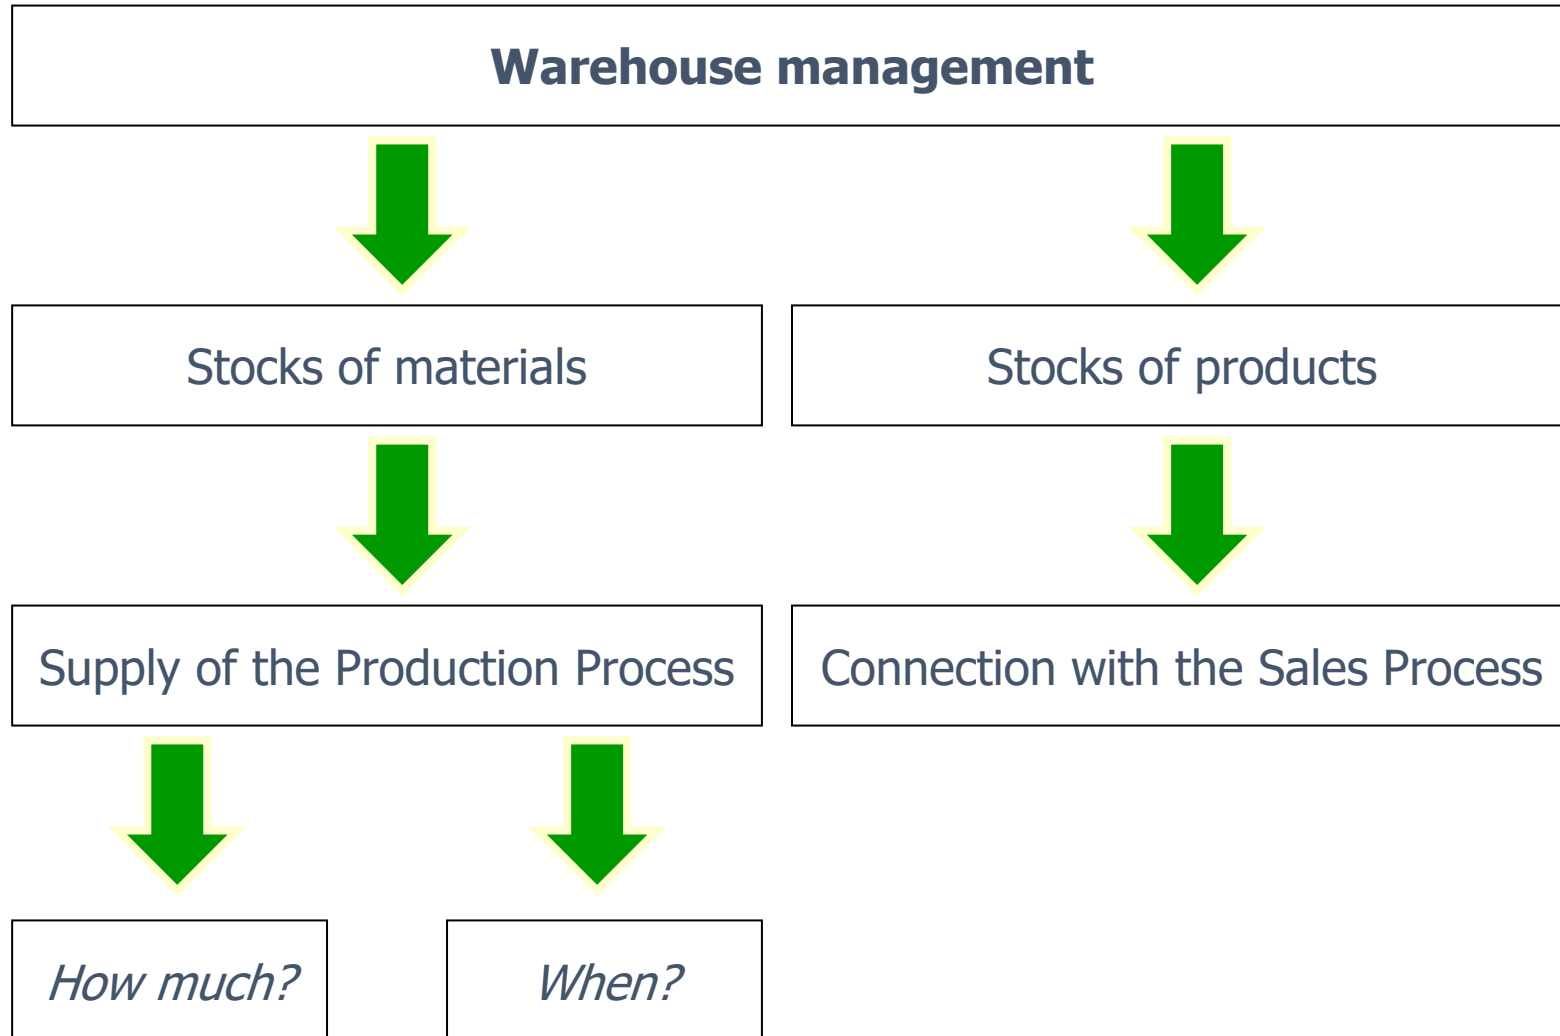 Warehouse management
Stocks of materials
Stocks of products
Supply of the Production Process
Connection with the Sales Process
How much?
When?